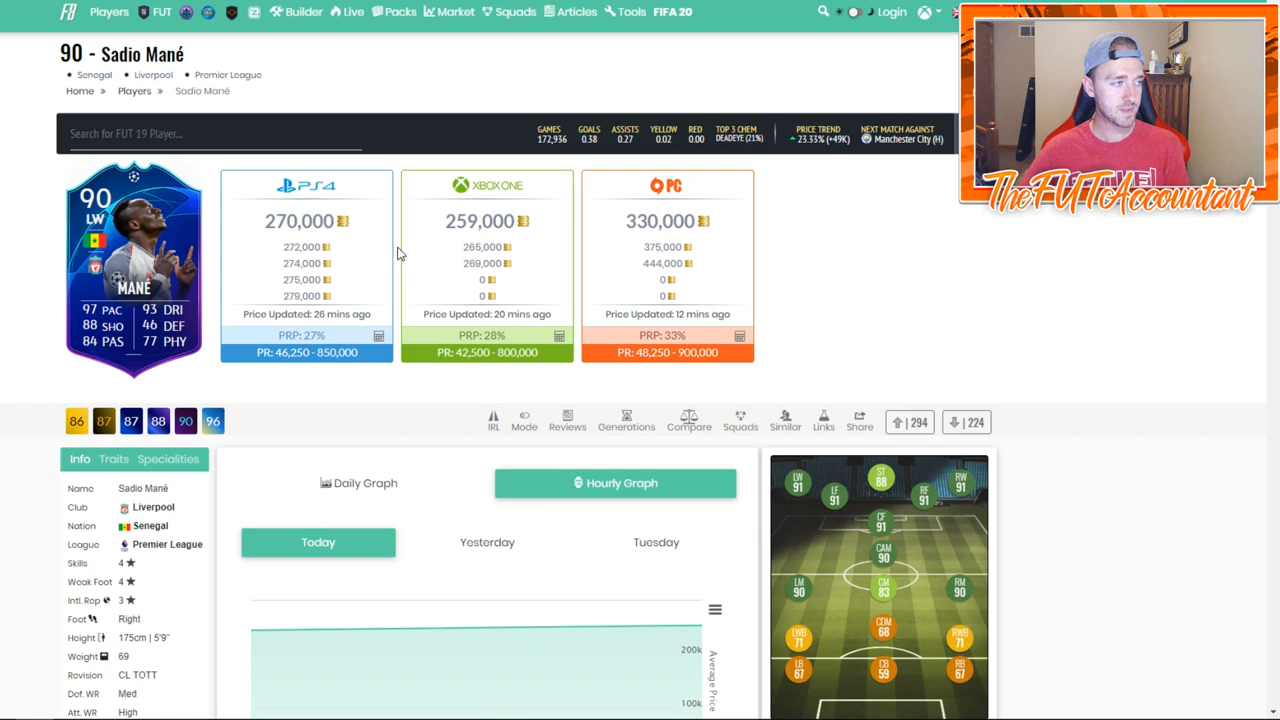 Players FUT Builder Live Packs Market Squads Articles Tools FIFA 20 Login
90 - Sadio Mané
Senegal Liverpool Premier League
Home » Players » Sadio Mané
Search for FUT 19 Player...
GAMES GOALS ASSISTS YELLOW RED TOP 3 CHEM PRICE TREND NEXT MATCH AGAINST
172,936 0.38 0.27 0.02 0.00 DEADEYE (21%) 23.33% (+49K) Manchester City (H)
TheFUTAccountant
90
LW
MANÉ
97 PAC 93 DRI
88 SHO 46 DEF
84 PAS 77 PHY
PS4
270,000
272,000
274,000
275,000
279,000
Price Updated: 26 mins ago
PRP: 27%
PR: 46,250 - 850,000
XBOX ONE
259,000
265,000
269,000
0
0
Price Updated: 20 mins ago
PRP: 28%
PR: 42,500 - 800,000
PC
330,000
375,000
444,000
0
0
Price Updated: 12 mins ago
PRP: 33%
PR: 48,250 - 900,000
86 87 87 88 90 96
IRL Mode Reviews Generations Compare Squads Similar Links Share | 294 | 224
Info Traits Specialities
Name Sadio Mané
Club Liverpool
Nation Senegal
League Premier League
Skills 4
Weak Foot 4
Intl. Rep 3
Foot Right
Height 175cm | 5'9"
Weight 69
Revision CL TOTT
Def. WR Med
Att. WR High
Daily Graph Hourly Graph
Today Yesterday Tuesday
200k
100k
Average Price
ST
88
LW
91
RW
91
LF
91
RF
91
CF
91
CAM
90
LM
90
CM
83
RM
90
CDM
68
LWB
71
RWB
71
LB
67
CB
59
RB
67